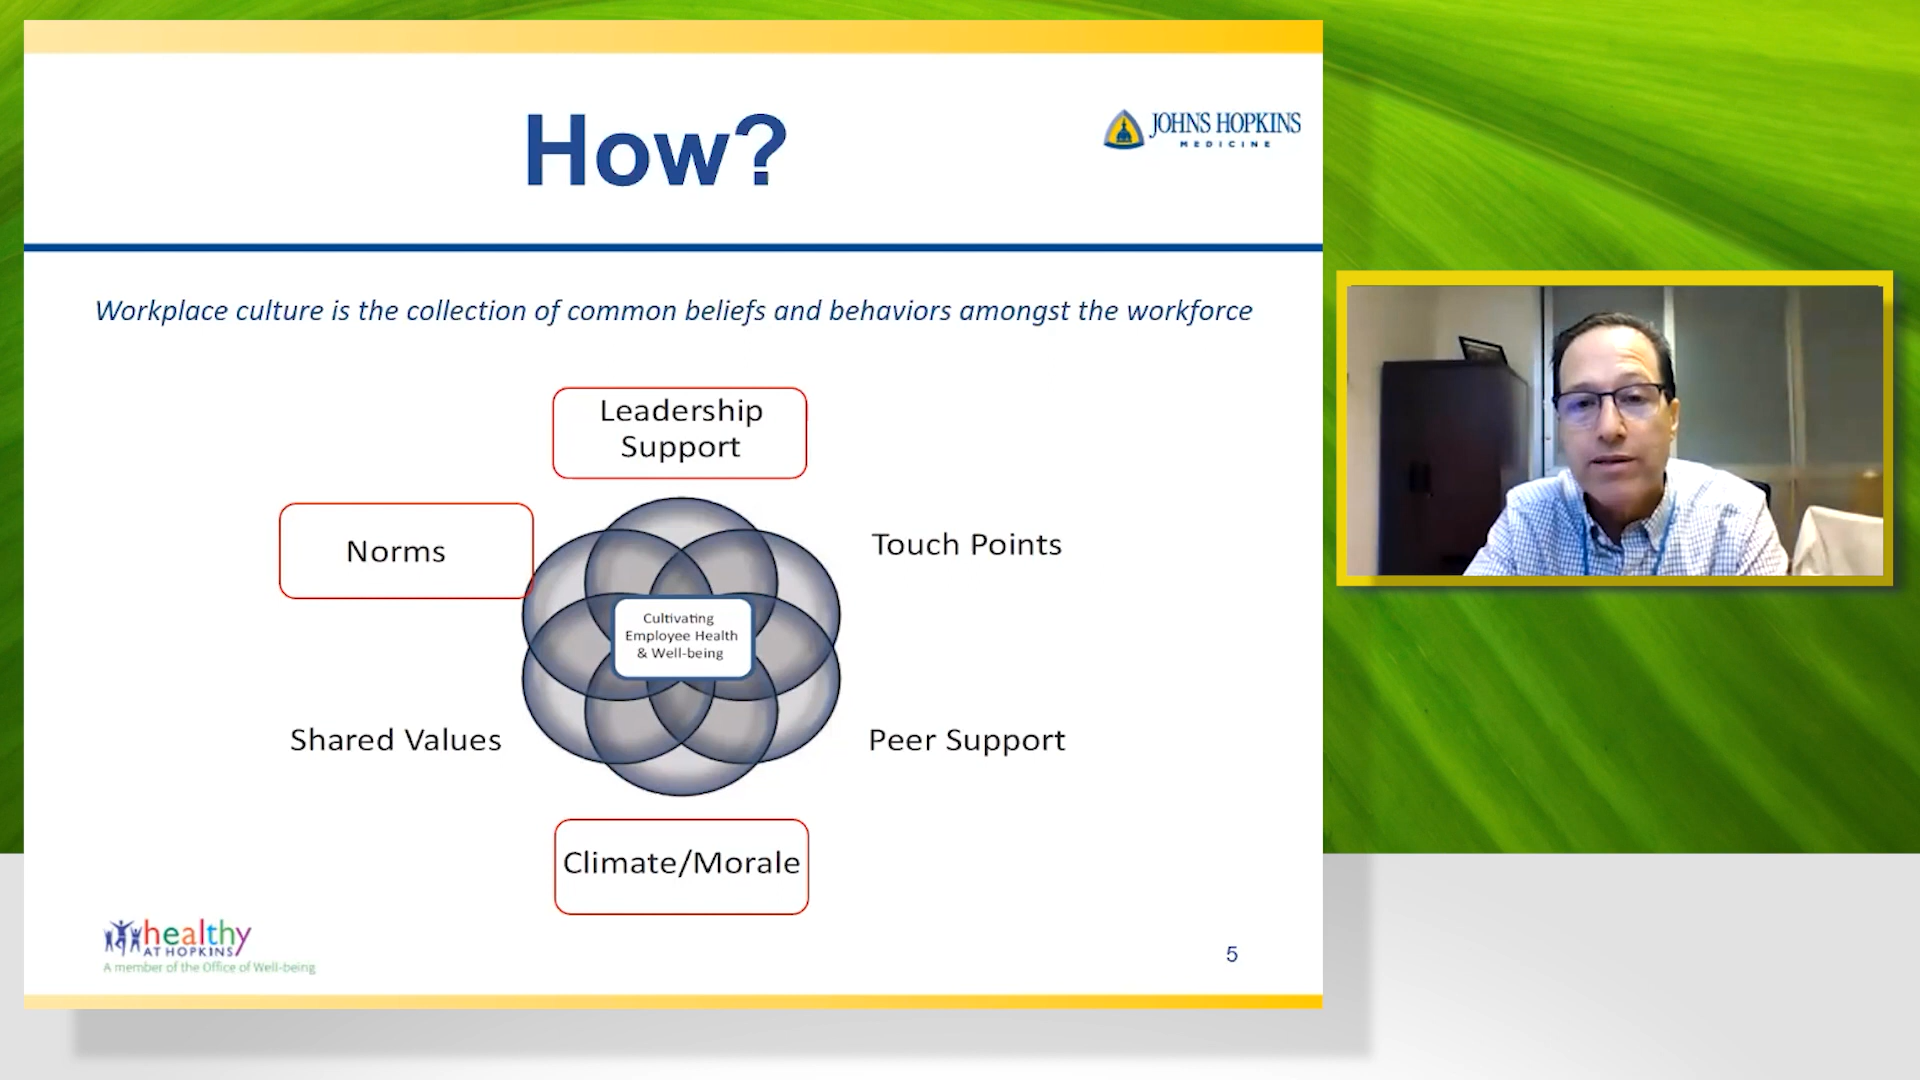 How?
JOHNS HOPKINS
MEDICINE
Workplace culture is the collection of common beliefs and behaviors amongst the workforce
Leadership
Support
Norms
Touch Points
Cultivating
Employee Health
& Well-being
Shared Values
Peer Support
Climate/Morale
healthy
AT HOPKINS
A member of the Office of Well-being
5